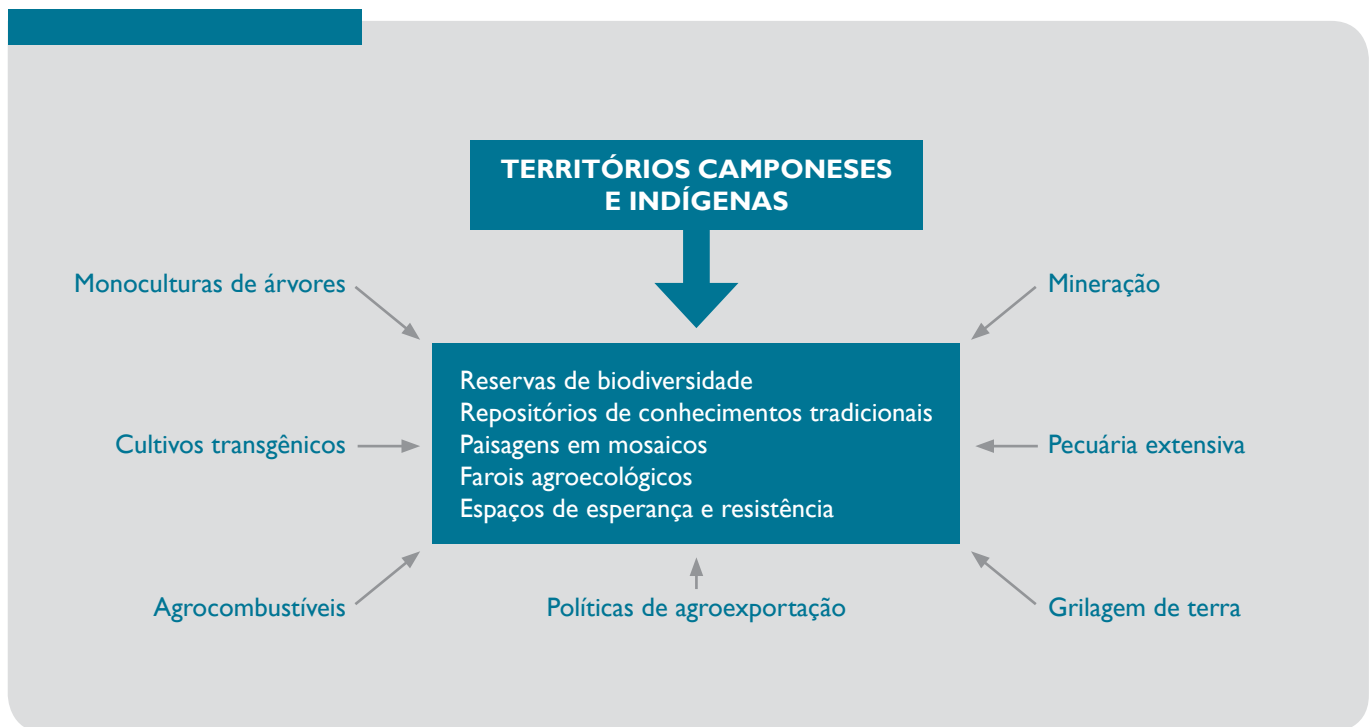 TERRITÓRIOS CAMPONESES
E INDÍGENAS
Monoculturas de árvores
Mineração
Reservas de biodiversidade
Repositórios de conhecimentos tradicionais
Paisagens em mosaicos
Farois agroecológicos
Espaços de esperança e resistência
Cultivos transgênicos
Pecuária extensiva
Agrocombustíveis
Políticas de agroexportação
Grilagem de terra